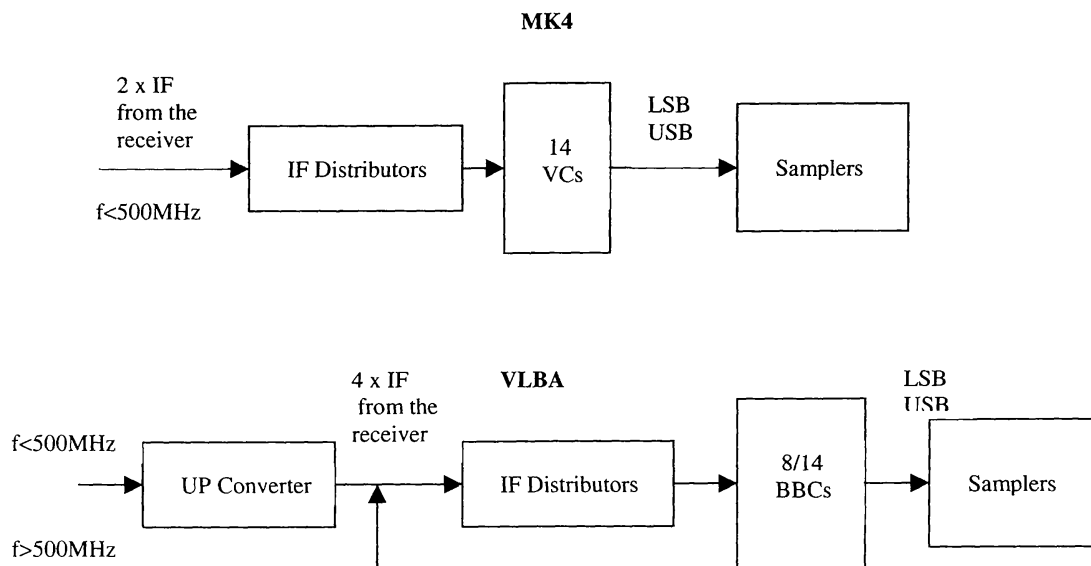 MK4
2 x IF
from the
receiver
f<500MHz
IF Distributors
14
VCs
LSB
USB
Samplers
VLBA
4 x IF
from the
receiver
f<500MHz
f>500MHz
UP Converter
IF Distributors
8/14
BBCs
LSB
USB
Samplers